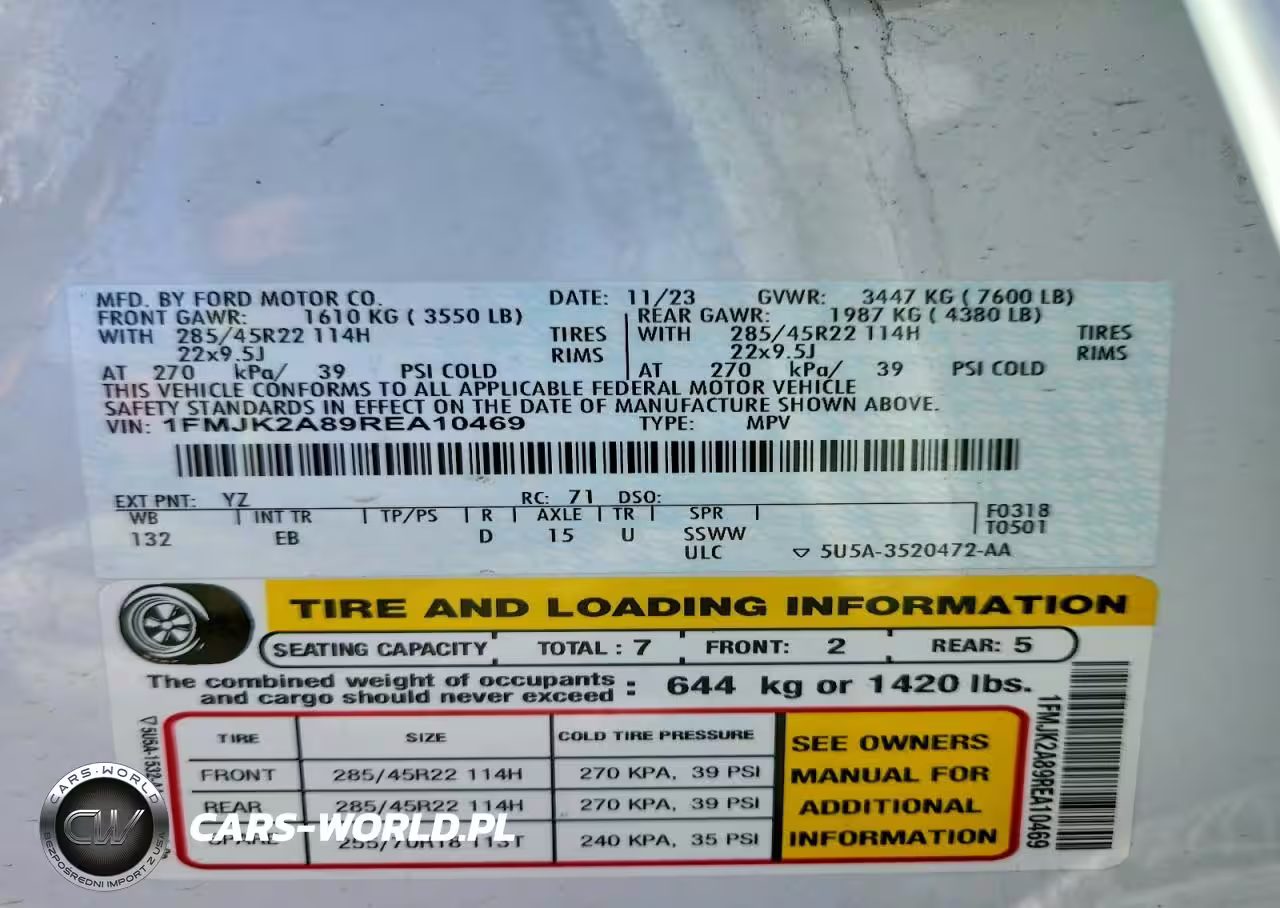 MFD. BY FORD MOTOR CO. DATE: 11/23 GVWR: 3447 KG ( 7600 LB)
FRONT GAWR: 1610 KG ( 3550 LB) REAR GAWR: 1987 KG ( 4380 LB)
WITH 285/45R22 114H TIRES WITH 285/45R22 114H TIRES
22x9.5J RIMS 22x9.5J RIMS
AT 270 kPa/ 39 PSI COLD AT 270 kPa/ 39 PSI COLD
THIS VEHICLE CONFORMS TO ALL APPLICABLE FEDERAL MOTOR VEHICLE
SAFETY STANDARDS IN EFFECT ON THE DATE OF MANUFACTURE SHOWN ABOVE.
VIN: 1FMJK2A89REA10469 TYPE: MPV
EXT PNT: YZ RC: 71 DSO:
WB INT TR TP/PS R AXLE TR SPR F0318
132 EB D 15 U SSWW T0501
ULC ▽ 5U5A-3520472-AA
TIRE AND LOADING INFORMATION
SEATING CAPACITY TOTAL : 7 FRONT: 2 REAR: 5
The combined weight of occupants
and cargo should never exceed : 644 kg or 1420 lbs.
TIRE SIZE COLD TIRE PRESSURE
FRONT 285/45R22 114H 270 KPA, 39 PSI
REAR 285/45R22 114H 270 KPA, 39 PSI
240 KPA, 35 PSI
SEE OWNERS
MANUAL FOR
ADDITIONAL
INFORMATION
1FMJK2A89REA10469
CARS-WORLD.PL
CARS-WORLD
CW
BEZPOŚREDNI IMPORT Z USA